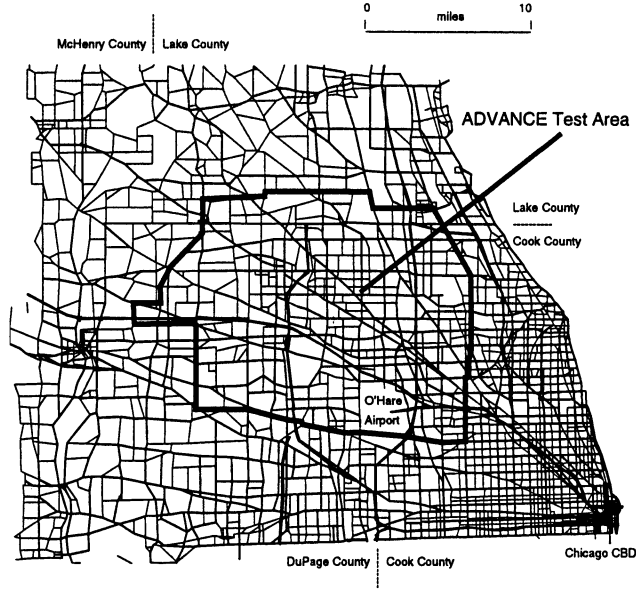 0 10
miles
McHenry County Lake County
ADVANCE Test Area
Lake County
Cook County
O'Hare
Airport
Chicago CBD
DuPage County Cook County